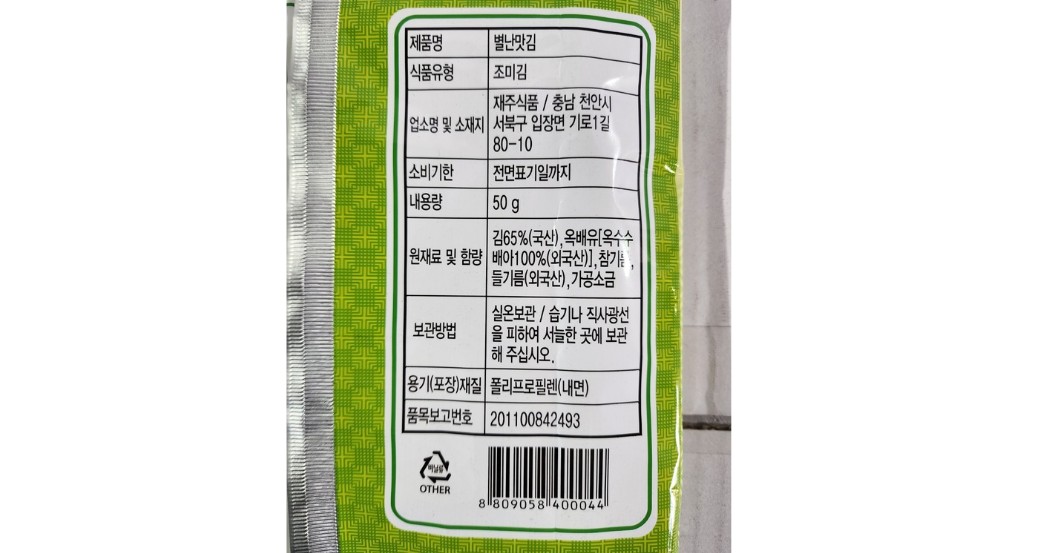 제품명 별난맛김
식품유형 조미김
업소명 및 소재지 재주식품 / 충남 천안시
서북구 입장면 기로1길
80-10
소비기한 전면표기일까지
내용량 50 g
원재료 및 함량 김65%(국산),옥배유[옥수수
배아100%(외국산)],참기름,
들기름(외국산),가공소금
보관방법 실온보관 / 습기나 직사광선
을 피하여 서늘한 곳에 보관
해 주십시오.
용기(포장)재질 폴리프로필렌(내면)
품목보고번호 201100842493
비닐류
OTHER
8 809058 400044